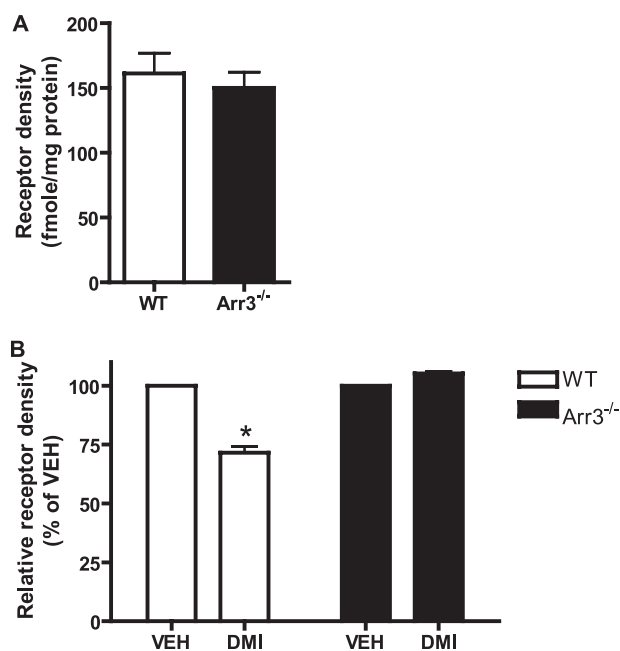 A
Receptor density
(fmole/mg protein)
200
150
100
50
0
WT Arr3-/-
B
Relative receptor density
(% of VEH)
100
75
50
25
0
*
VEH DMI VEH DMI
WT
Arr3-/-